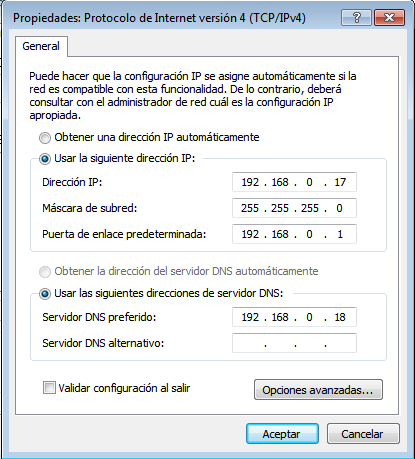 Propiedades: Protocolo de Internet versión 4 (TCP/IPv4)
General
Puede hacer que la configuración IP se asigne automáticamente si la
red es compatible con esta funcionalidad. De lo contrario, deberá
consultar con el administrador de red cuál es la configuración IP
apropiada.
Obtener una dirección IP automáticamente
Usar la siguiente dirección IP:
Dirección IP: 192 . 168 . 0 . 17
Máscara de subred: 255 . 255 . 255 . 0
Puerta de enlace predeterminada: 192 . 168 . 0 . 1
Obtener la dirección del servidor DNS automáticamente
Usar las siguientes direcciones de servidor DNS:
Servidor DNS preferido: 192 . 168 . 0 . 18
Servidor DNS alternativo: . . .
Validar configuración al salir
Opciones avanzadas...
Aceptar Cancelar